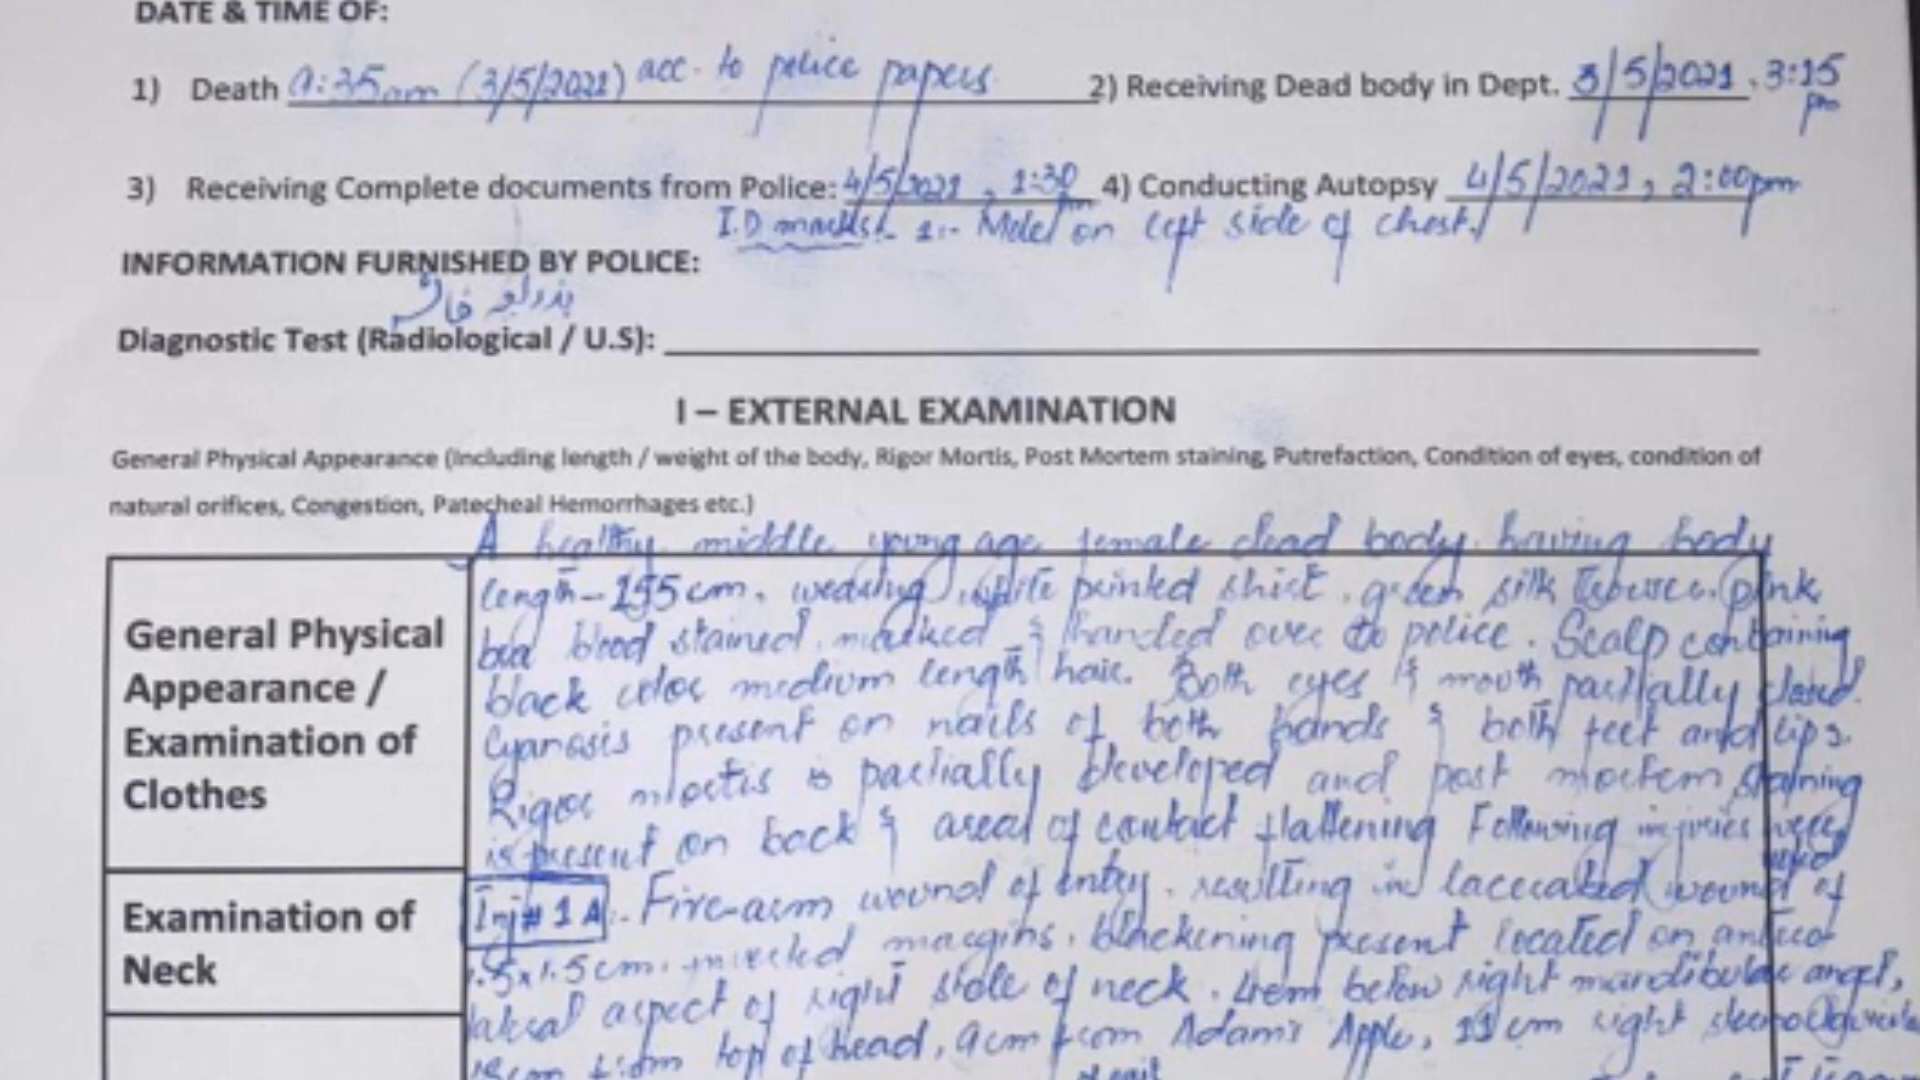 DATE & TIME OF:
1) Death 9:35am (3/5/2021) acc. to police papers 2) Receiving Dead body in Dept. 3/5/2021, 3:15 pm
3) Receiving Complete documents from Police: 4/5/2021, 1:30 pm 4) Conducting Autopsy 4/5/2021, 2:00pm
I.D marks:- 1:- Mole on left side of chest.
INFORMATION FURNISHED BY POLICE:
Diagnostic Test (Radiological / U.S):
I – EXTERNAL EXAMINATION
General Physical Appearance (Including length / weight of the body, Rigor Mortis, Post Mortem staining, Putrefaction, Condition of eyes, condition of
natural orifices, Congestion, Patecheal Hemorrhages etc.)
General Physical
Appearance /
Examination of
Clothes
A healthy middle young age female dead body having body
length - 155cm, wearing white printed shirt, green silk pink
bra blood stained, marked & handed over to police. Scalp containing
black color medium length hair. Both eyes & mouth partially closed.
Cyanosis present on nails of both hands & both feet and lips.
Rigor mortis is partially developed and post mortem staining
is present on back & areas of contact flattening Following injuries were
Examination of
Neck
Inj# 1 A:- Fire-arm wound of entry, resulting in lacerated wound of
1.5cm, inverted margins, blackening present located on antero
lateral aspect of right side of neck, below right mandibular angel,
from top of head, 9cm from Adam's Apple, 11cm right